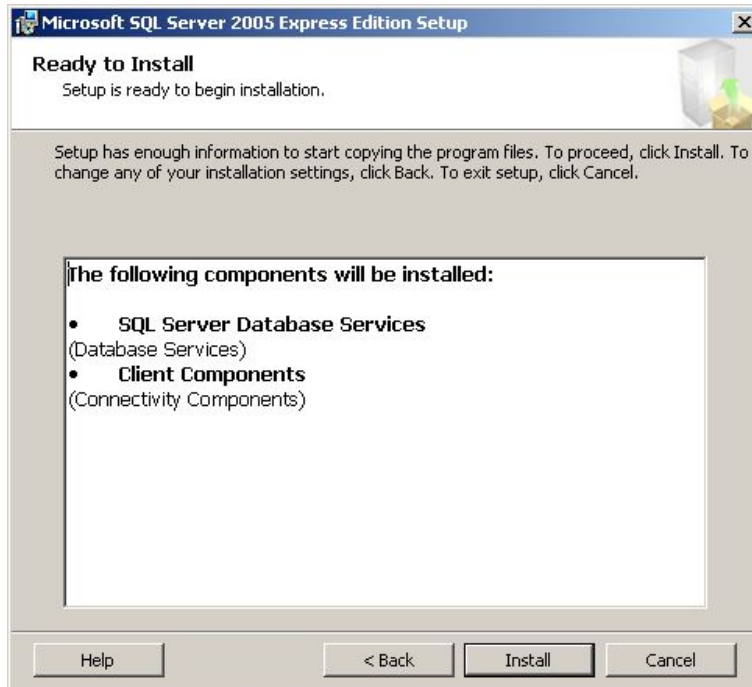 Microsoft SQL Server 2005 Express Edition Setup
Ready to Install
Setup is ready to begin installation.
Setup has enough information to start copying the program files. To proceed, click Install. To
change any of your installation settings, click Back. To exit setup, click Cancel.
The following components will be installed:
• SQL Server Database Services
(Database Services)
• Client Components
(Connectivity Components)
Help
< Back
Install
Cancel